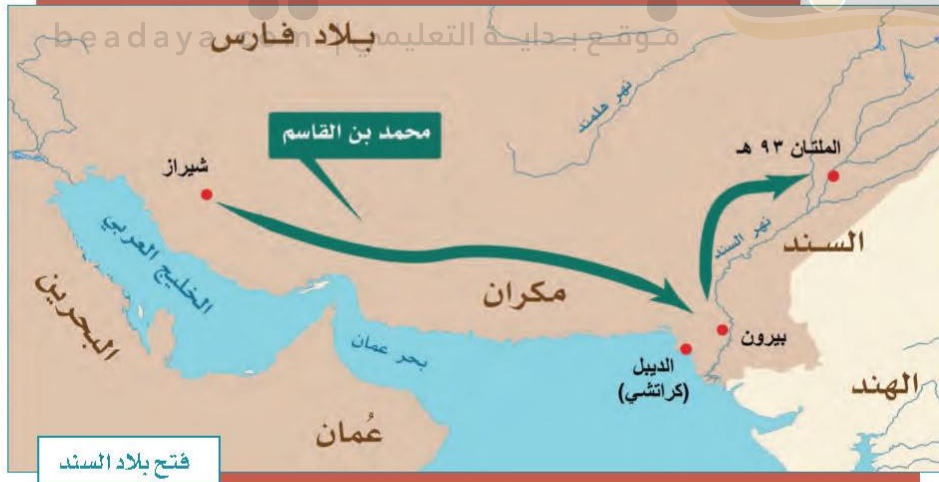 موقع بداية التعليمي | beadaya.com
بلاد فارس
نهر هلمند
محمد بن القاسم
الملتان ٩٣ هـ
شيراز
نهر السند
السند
الخليج العربي
البحرين
مكران
بيرون
بحر عمان
الديبل
(كراتشي)
الهند
عُمان
فتح بلاد السند